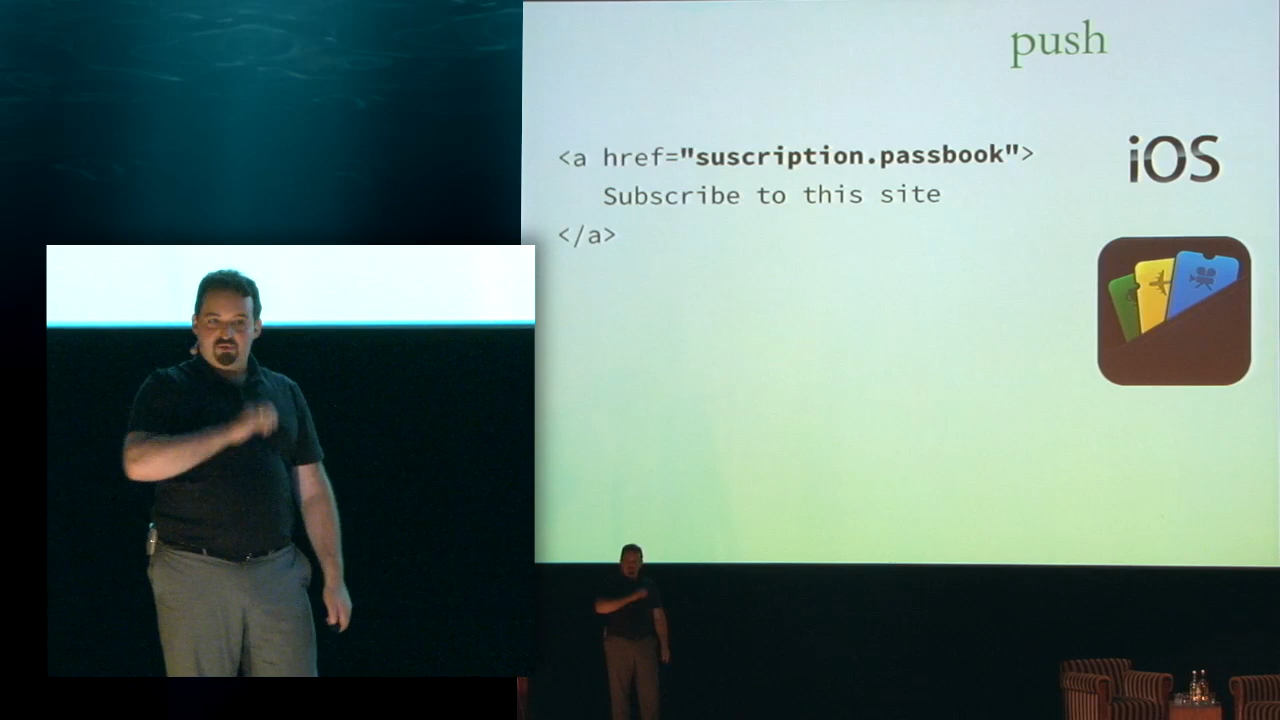 push
<a href="suscription.passbook">
Subscribe to this site
</a>
iOS